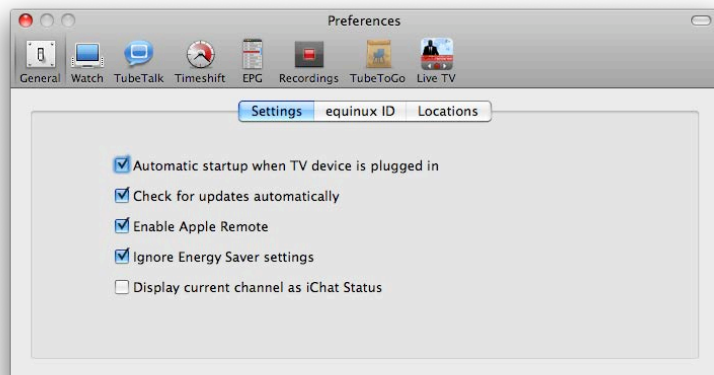 Preferences
General Watch TubeTalk Timeshift EPG Recordings TubeToGo Live TV
Settings equinux ID Locations
Automatic startup when TV device is plugged in
Check for updates automatically
Enable Apple Remote
Ignore Energy Saver settings
Display current channel as iChat Status